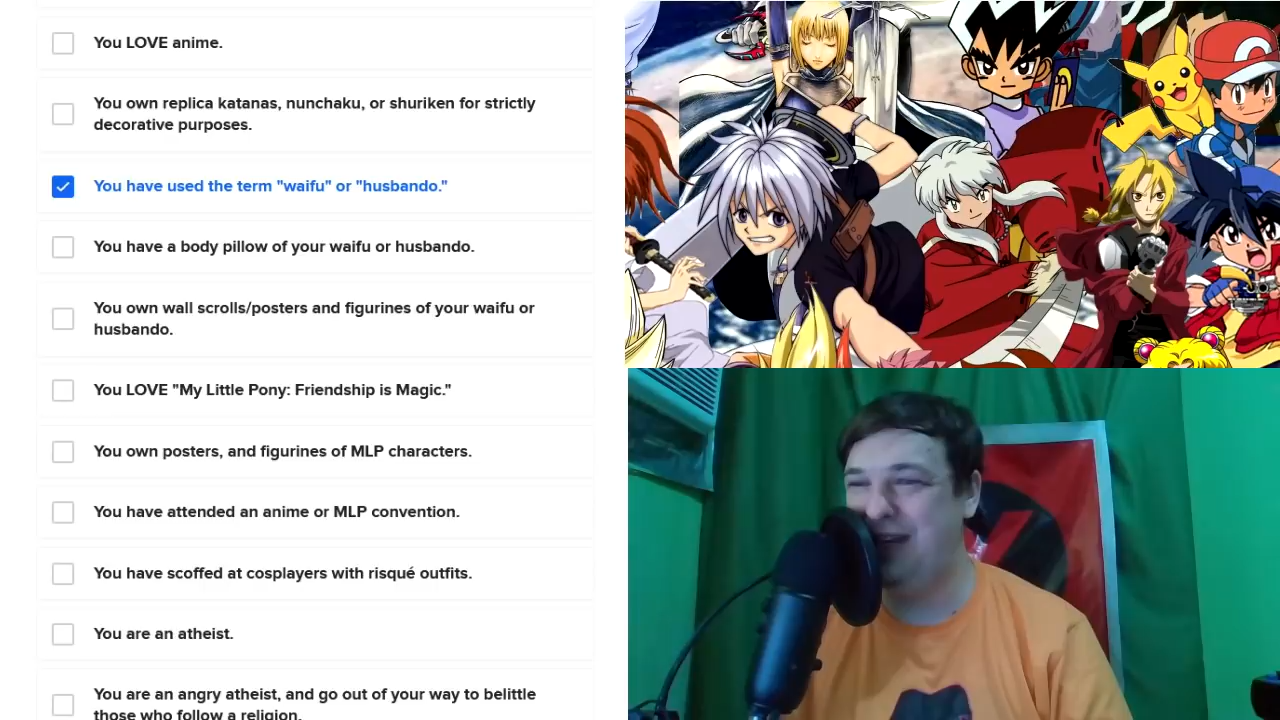 You LOVE anime.
You own replica katanas, nunchaku, or shuriken for strictly
decorative purposes.
You have used the term "waifu" or "husbando."
You have a body pillow of your waifu or husbando.
You own wall scrolls/posters and figurines of your waifu or
husbando.
You LOVE "My Little Pony: Friendship is Magic."
You own posters, and figurines of MLP characters.
You have attended an anime or MLP convention.
You have scoffed at cosplayers with risqué outfits.
You are an atheist.
You are an angry atheist, and go out of your way to belittle
those who follow a religion.